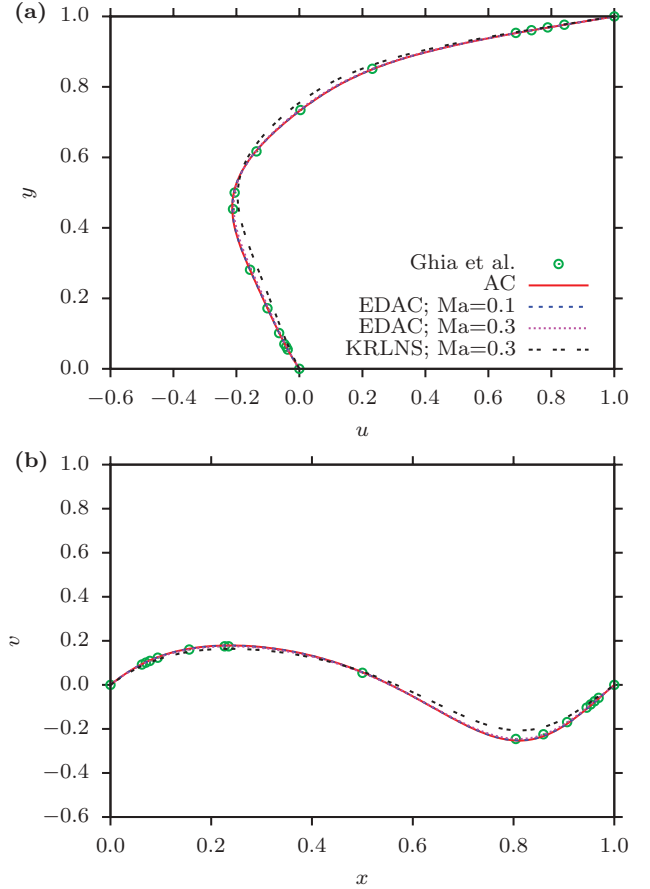 (a)
1.0
0.8
0.6
0.4
0.2
0.0
y
Ghia et al.
AC
EDAC; Ma=0.1
EDAC; Ma=0.3
KRLNS; Ma=0.3
−0.6 −0.4 −0.2 0.0 0.2 0.4 0.6 0.8 1.0
u
(b)
1.0
0.8
0.6
0.4
0.2
0.0
−0.2
−0.4
−0.6
v
0.0 0.2 0.4 0.6 0.8 1.0
x